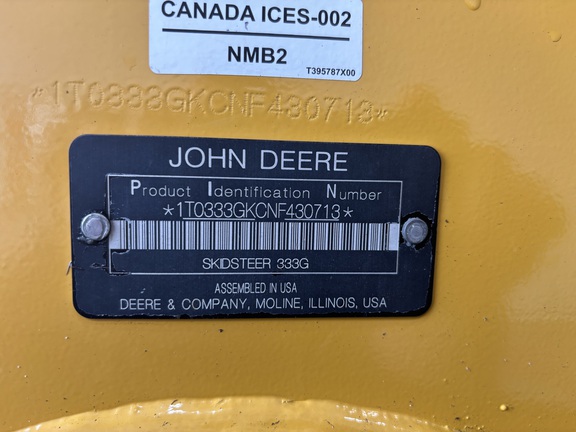 CANADA ICES-002
NMB2
T395787X00
*1T0333GKCNF430713*
JOHN DEERE
Product Identification Number
*1T0333GKCNF430713*
SKIDSTEER 333G
ASSEMBLED IN USA
DEERE & COMPANY, MOLINE, ILLINOIS, USA